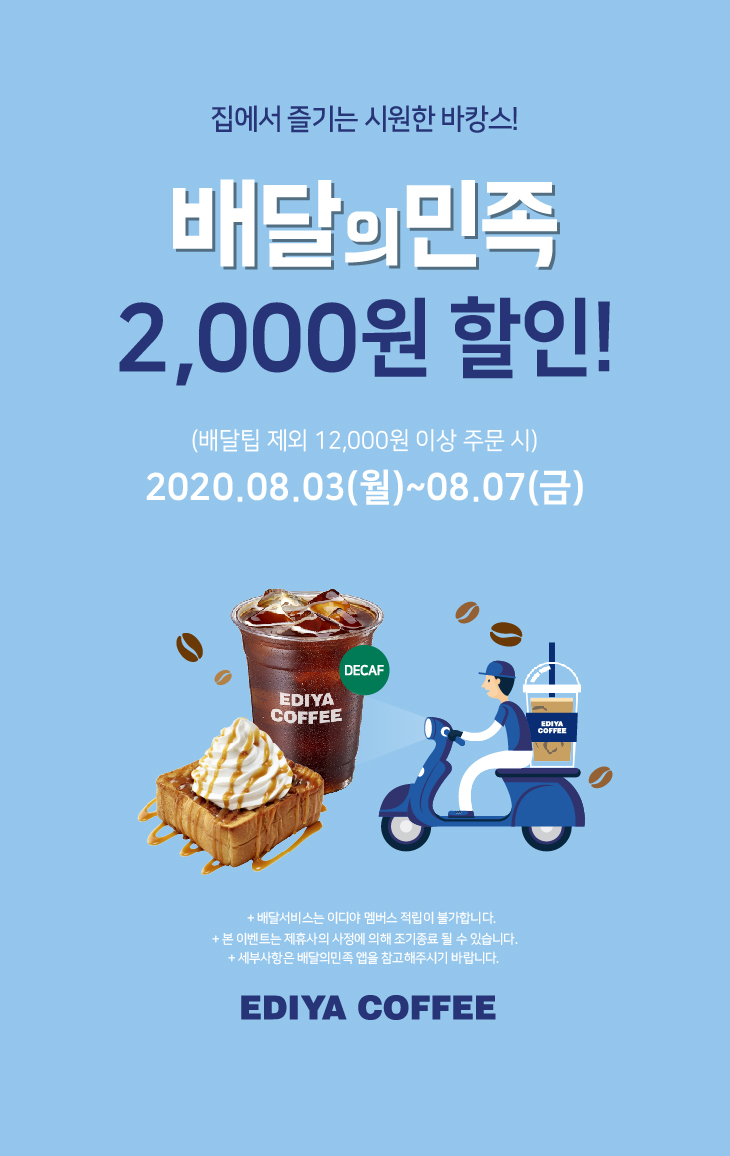 집에서 즐기는 시원한 바캉스!
배달의민족
2,000원 할인!
(배달팁 제외 12,000원 이상 주문 시)
2020.08.03(월)~08.07(금)
DECAF
EDIYA
COFFEE
EDIYA
COFFEE
+ 배달서비스는 이디야 멤버스 적립이 불가합니다.
+ 본 이벤트는 제휴사의 사정에 의해 조기종료 될 수 있습니다.
+ 세부사항은 배달의민족 앱을 참고해주시기 바랍니다.
EDIYA COFFEE